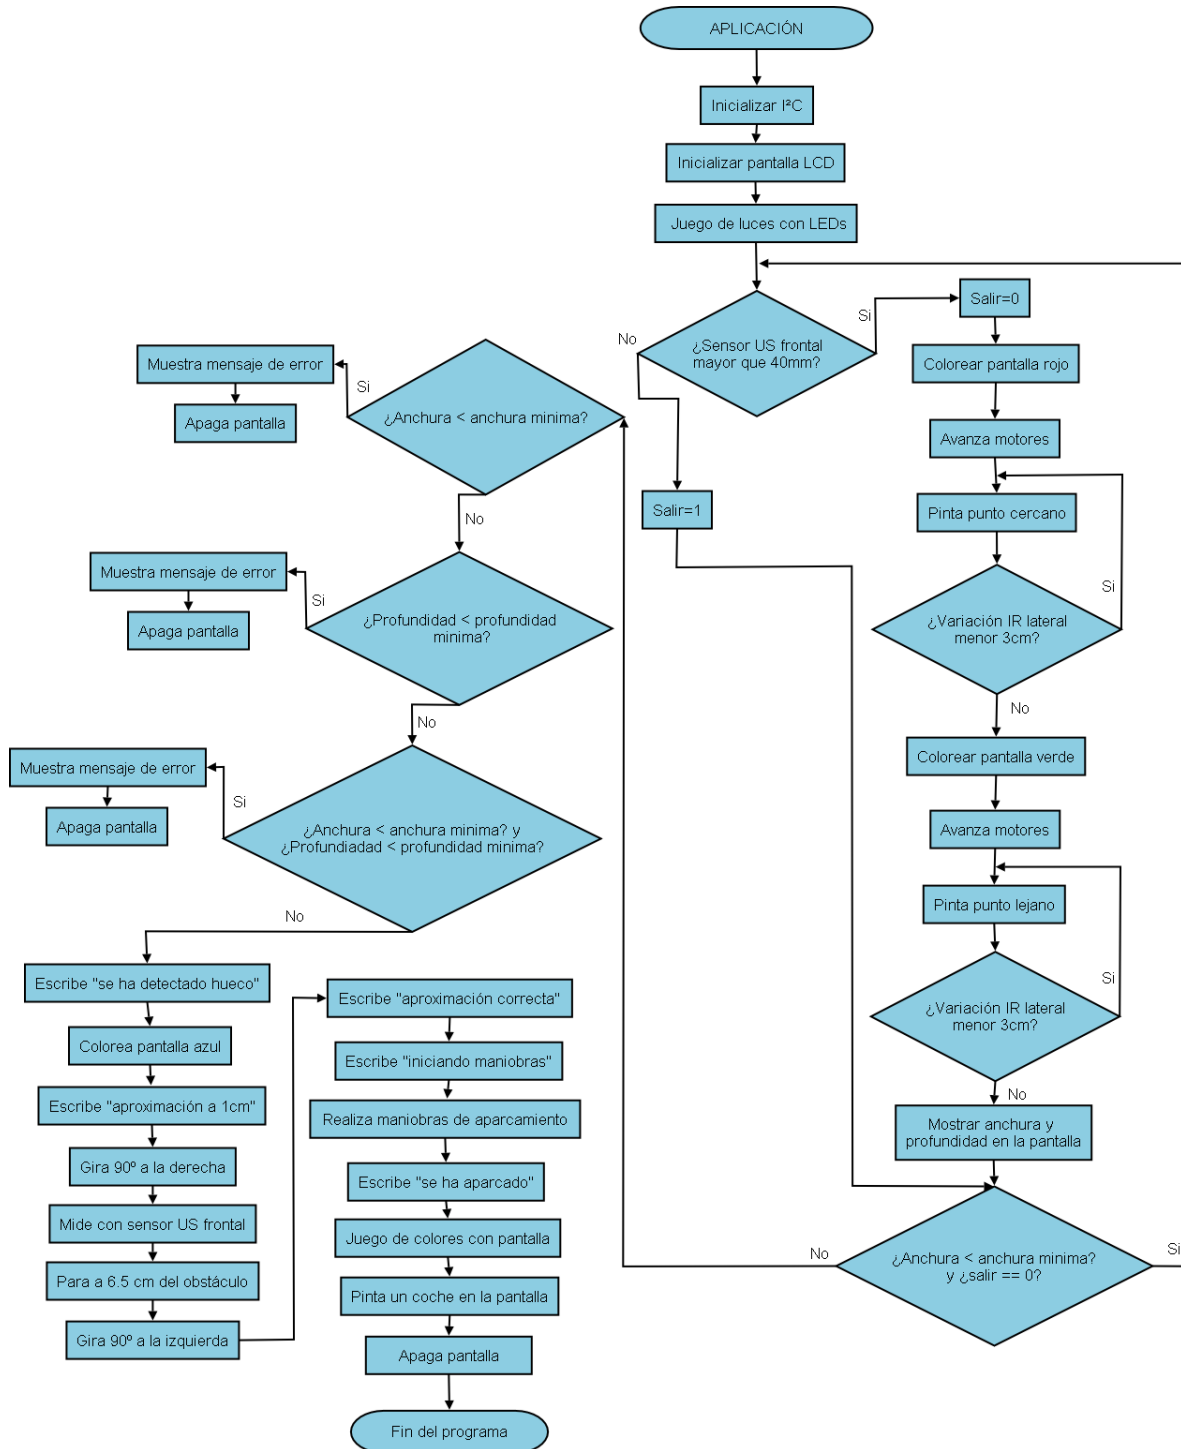 APLICACIÓN
Inicializar I²C
Inicializar pantalla LCD
Juego de luces con LEDs
¿Sensor US frontal
mayor que 40mm?
Si
Salir=0
Colorear pantalla rojo
Avanza motores
Pinta punto cercano
¿Variación IR lateral
menor 3cm?
Si
No
Colorear pantalla verde
Avanza motores
Pinta punto lejano
¿Variación IR lateral
menor 3cm?
Si
No
Mostrar anchura y
profundidad en la pantalla
No
Salir=1
¿Anchura < anchura minima?
y ¿salir == 0?
Si
No
¿Anchura < anchura minima?
Si
Muestra mensaje de error
Apaga pantalla
No
¿Profundidad < profundidad
minima?
Si
Muestra mensaje de error
Apaga pantalla
No
¿Anchura < anchura minima? y
¿Profundiadad < profundidad minima?
Si
Muestra mensaje de error
Apaga pantalla
No
Escribe "se ha detectado hueco"
Colorea pantalla azul
Escribe "aproximación a 1cm"
Gira 90º a la derecha
Mide con sensor US frontal
Para a 6.5 cm del obstáculo
Gira 90º a la izquierda
Escribe "aproximación correcta"
Escribe "iniciando maniobras"
Realiza maniobras de aparcamiento
Escribe "se ha aparcado"
Juego de colores con pantalla
Pinta un coche en la pantalla
Apaga pantalla
Fin del programa